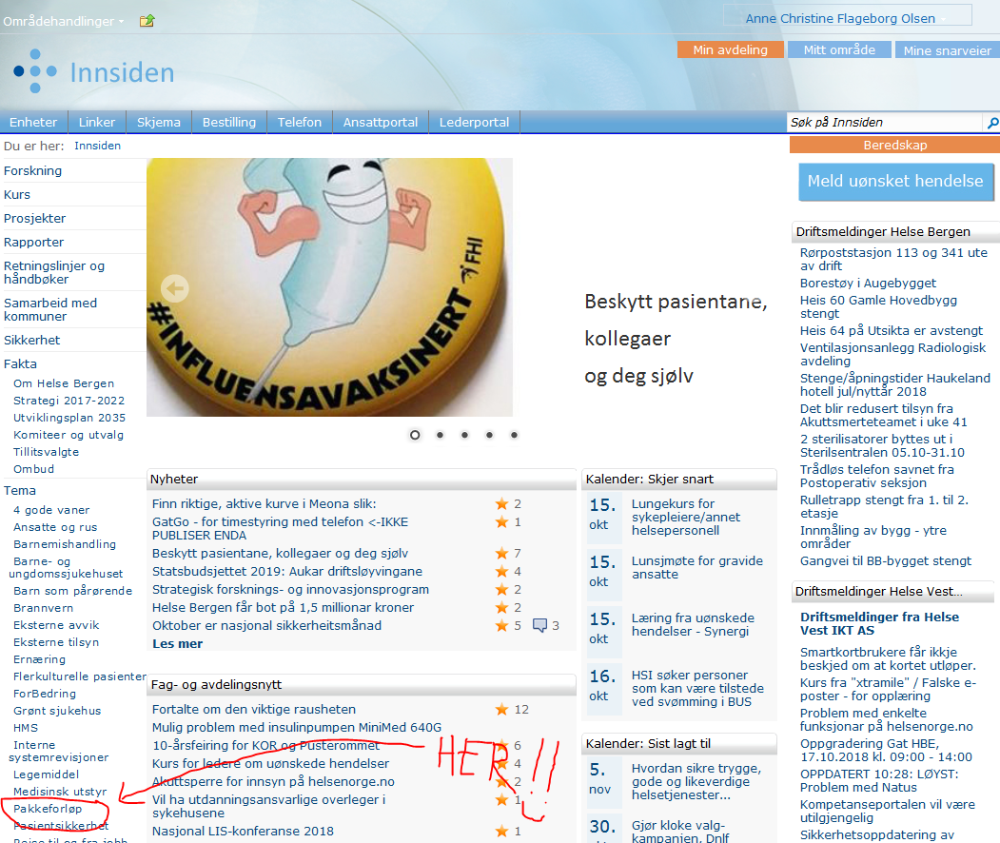 Områdehandlinger
Anne Christine Flageborg Olsen
Innsiden
Min avdeling
Mitt område
Mine snarveier
Enheter
Linker
Skjema
Bestilling
Telefon
Ansattportal
Lederportal
Søk på Innsiden
Du er her: Innsiden
Forskning
Kurs
Prosjekter
Rapporter
Retningslinjer og
håndbøker
Samarbeid med
kommuner
Sikkerhet
Fakta
Om Helse Bergen
Strategi 2017-2022
Utviklingsplan 2035
Komiteer og utvalg
Tillitsvalgte
Ombud
Tema
4 gode vaner
Ansatte og rus
Barnemishandling
Barne- og
ungdomssjukehuset
Barn som pårørende
Brannvern
Eksterne avvik
Eksterne tilsyn
Ernæring
Flerkulturelle pasienter
ForBedring
Grønt sjukehus
HMS
Interne
systemrevisjoner
Legemiddel
Medisinsk utstyr
Pakkeforløp
Pasientsikkerhet
Reise til og fra jobb
#INFLUENSAVAKSINERT
FHI
Beskytt pasientane,
kollegaer
og deg sjølv
Nyheter
Finn riktige, aktive kurve i Meona slik: 2
GatGo - for timestyring med telefon <-IKKE 1
PUBLISER ENDA
Beskytt pasientane, kollegaer og deg sjølv 7
Statsbudsjettet 2019: Aukar driftsløyvingane 4
Strategisk forsknings- og innovasjonsprogram 2
Helse Bergen får bot på 1,5 millionar kroner 2
Oktober er nasjonal sikkerheitsmånad 5 3
Les mer
Fag- og avdelingsnytt
Fortalte om den viktige rausheten 12
Mulig problem med insulinpumpen MiniMed 640G
10-årsfeiring for KOR og Pusterommet 6
Kurs for ledere om uønskede hendelser 4
Akuttsperre for innsyn på helsenorge.no 2
Vil ha utdanningsansvarlige overleger i 1
sykehusene
Nasjonal LIS-konferanse 2018 1
HER!!
Kalender: Skjer snart
15.
okt
Lungekurs for
sykepleiere/annet
helsepersonell
15.
okt
Lunsjmøte for gravide
ansatte
15.
okt
Læring fra uønskede
hendelser - Synergi
16.
okt
HSI søker personer
som kan være tilstede
ved svømming i BUS
Kalender: Sist lagt til
5.
nov
Hvordan sikre trygge,
gode og likeverdige
helsetjenester...
30.
okt
Gjør kloke valg-
kampanjen, Dnlf
Beredskap
Meld uønsket hendelse
Driftsmeldinger Helse Bergen
Rørpoststasjon 113 og 341 ute
av drift
Borestøy i Augebygget
Heis 60 Gamle Hovedbygg
stengt
Heis 64 på Utsikta er avstengt
Ventilasjonsanlegg Radiologisk
avdeling
Stenge/åpningstider Haukeland
hotell jul/nyttår 2018
Det blir redusert tilsyn fra
Akuttsmerteteamet i uke 41
2 sterilisatorer byttes ut i
Sterilsentralen 05.10-31.10
Trådløs telefon savnet fra
Postoperativ seksjon
Rulletrapp stengt fra 1. til 2.
etasje
Innmåling av bygg - ytre
områder
Gangvei til BB-bygget stengt
Driftsmeldinger Helse Vest...
Driftsmeldinger fra Helse
Vest IKT AS
Smartkortbrukere får ikkje
beskjed om at kortet utløper.
Kurs fra "xtramile" / Falske e-
poster - for opplæring
Problem med enkelte
funksjoner på helsenorge.no
Oppgradering Gat HBE,
17.10.2018 kl. 09:00 - 14:00
OPPDATERT 10:28: LØYST:
Problem med Natus
Kompetanseportalen vil være
utilgjengelig
Sikkerhetsoppdatering av